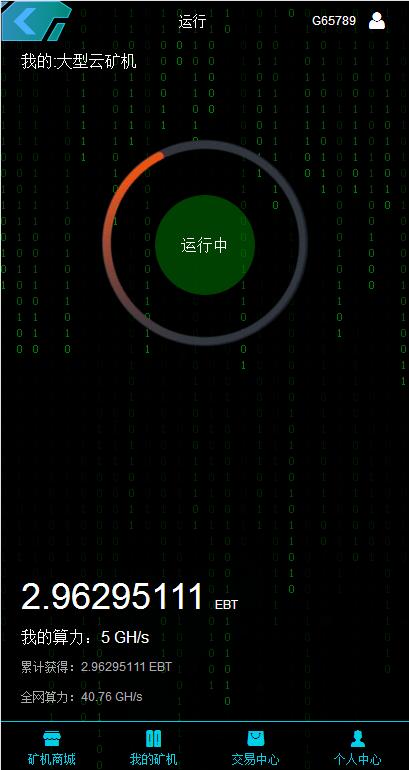 运行
G65789
我的:大型云矿机
运行中
2.96295111 EBT
我的算力：5 GH/s
累计获得：2.96295111 EBT
全网算力：40.76 GH/s
矿机商城
我的矿机
交易中心
个人中心